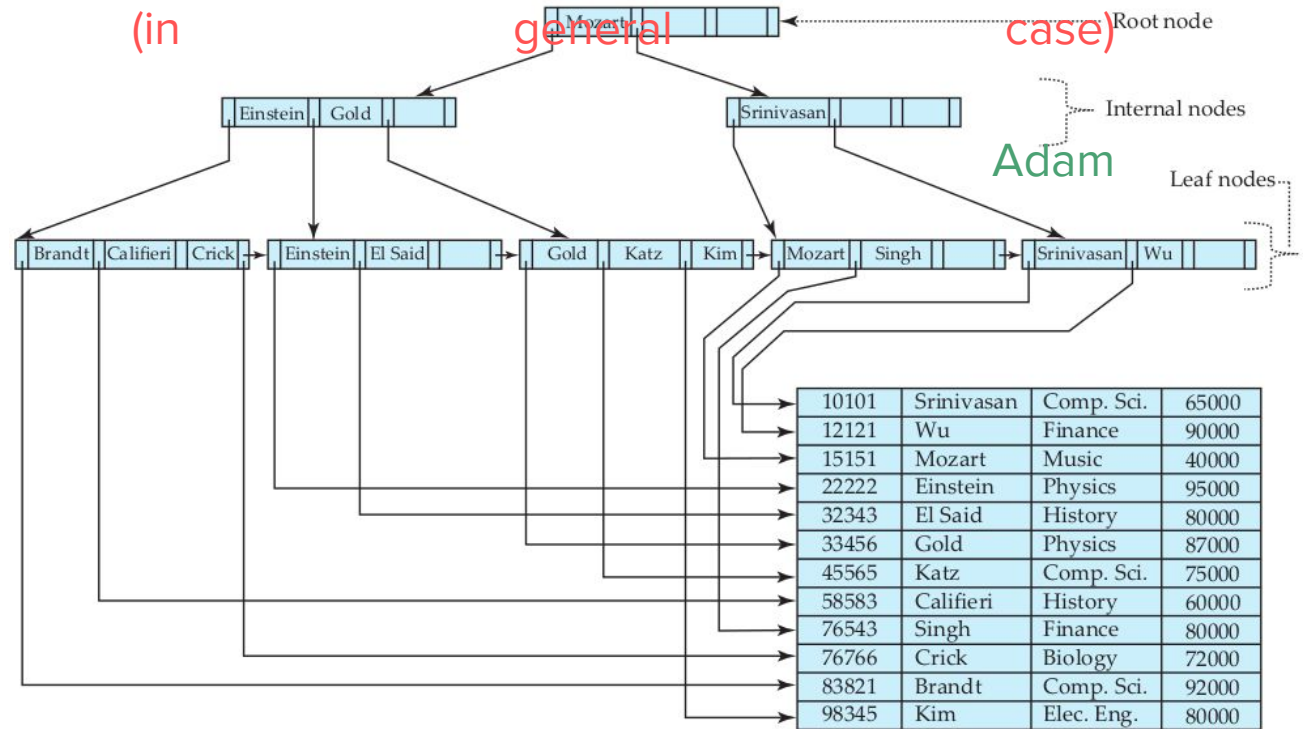 (in general case)
Mozart
Root node
Einstein Gold
Srinivasan
Internal nodes
Adam
Leaf nodes
Brandt Califieri Crick
Einstein El Said
Gold Katz Kim
Mozart Singh
Srinivasan Wu
10101 Srinivasan Comp. Sci. 65000
12121 Wu Finance 90000
15151 Mozart Music 40000
22222 Einstein Physics 95000
32343 El Said History 80000
33456 Gold Physics 87000
45565 Katz Comp. Sci. 75000
58583 Califieri History 60000
76543 Singh Finance 80000
76766 Crick Biology 72000
83821 Brandt Comp. Sci. 92000
98345 Kim Elec. Eng. 80000